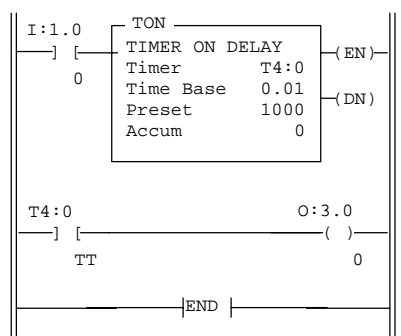 TON
I:1.0
TIMER ON DELAY
(EN)
] [
Timer T4:0
0
Time Base 0.01
(DN)
Preset 1000
Accum 0
T4:0 O:3.0
] [ ( )
TT 0
END